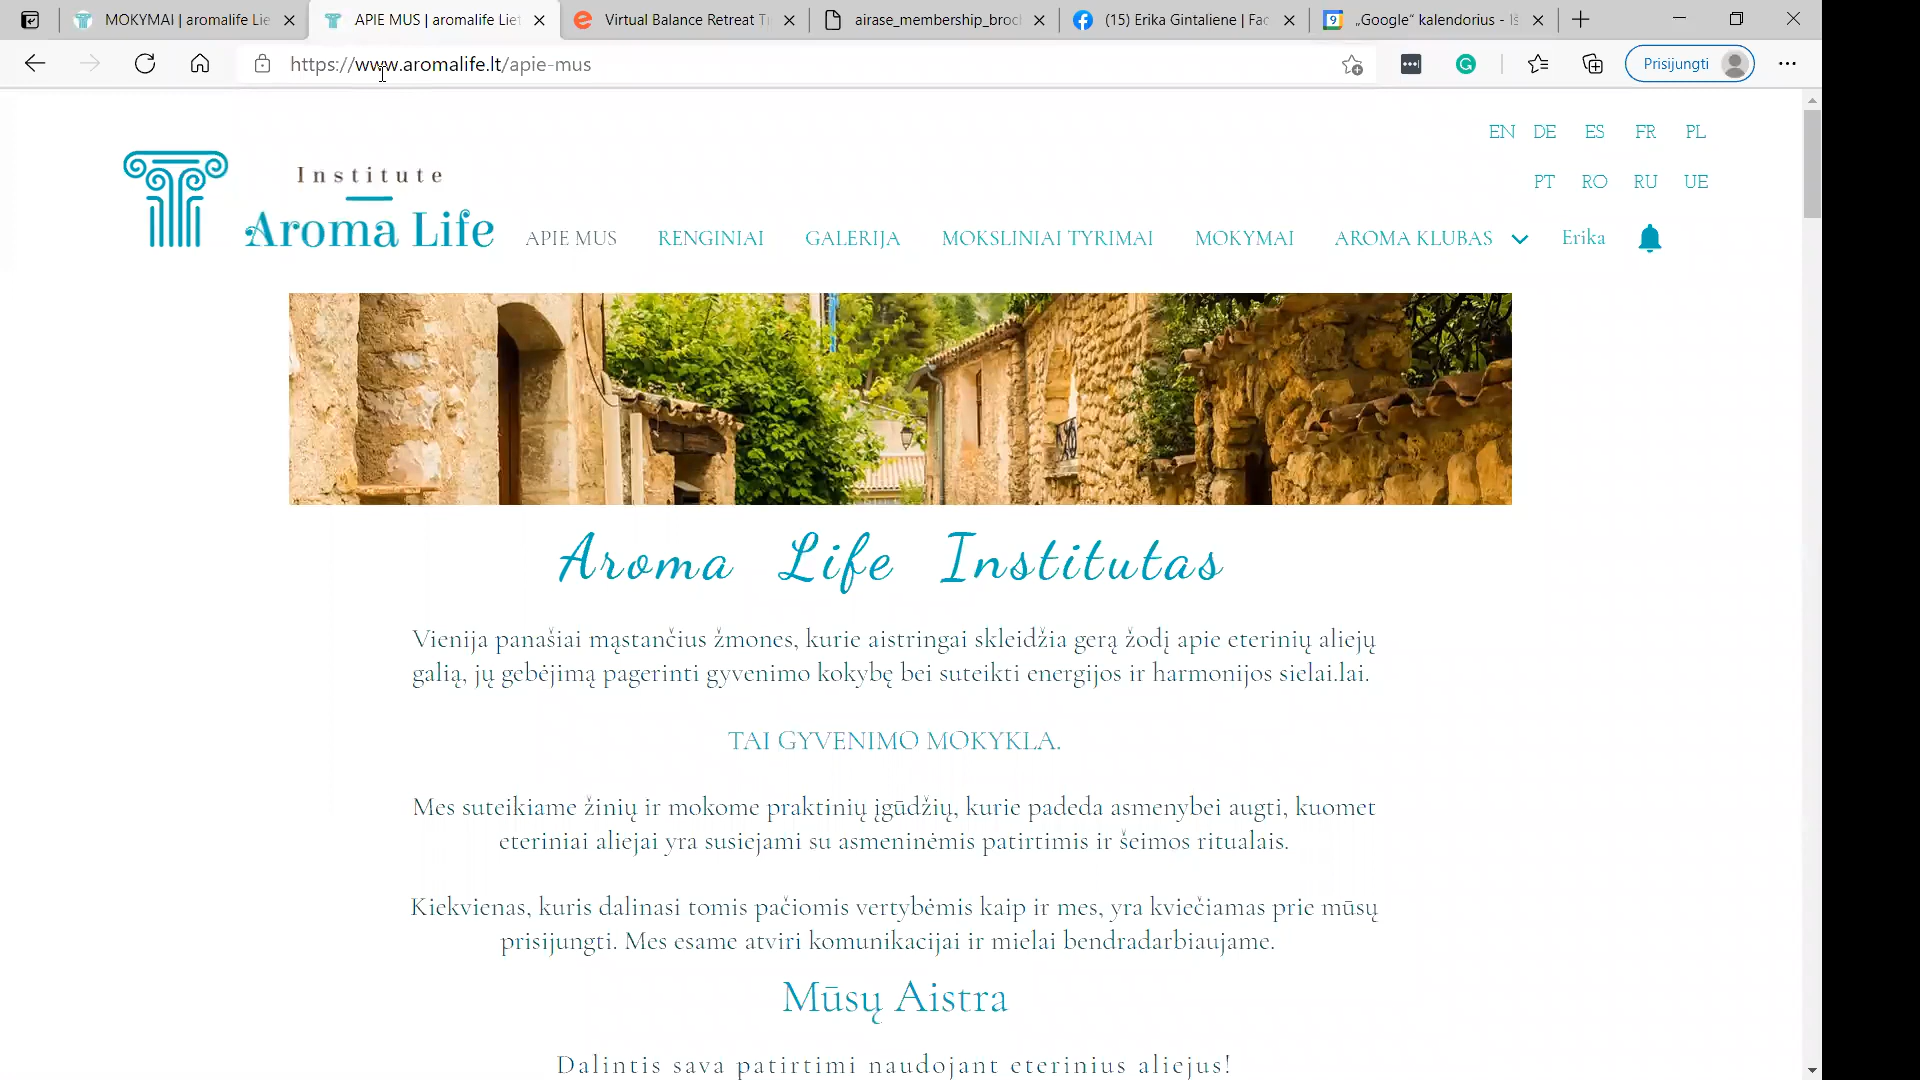 MOKYMAI | aromalife Lie
APIE MUS | aromalife Liet
Virtual Balance Retreat Ti
airase_membership_broc
(15) Erika Gintaliene | Fac
„Google“ kalendorius - Iš
https://www.aromalife.lt/apie-mus
Prisijungti
EN DE ES FR PL
PT RO RU UE
Institute
Aroma Life
APIE MUS RENGINIAI GALERIJA MOKSLINIAI TYRIMAI MOKYMAI AROMA KLUBAS Erika
Aroma Life Institutas
Vienija panašiai mąstančius žmones, kurie aistringai skleidžia gerą žodį apie eterinių aliejų
galią, jų gebėjimą pagerinti gyvenimo kokybę bei suteikti energijos ir harmonijos sielai.lai.
TAI GYVENIMO MOKYKLA.
Mes suteikiame žinių ir mokome praktinių įgūdžių, kurie padeda asmenybei augti, kuomet
eteriniai aliejai yra susiejami su asmeninėmis patirtimis ir šeimos ritualais.
Kiekvienas, kuris dalinasi tomis pačiomis vertybėmis kaip ir mes, yra kviečiamas prie mūsų
prisijungti. Mes esame atviri komunikacijai ir mielai bendradarbiaujame.
Mūsų Aistra
Dalintis sava patirtimi naudojant eterinius aliejus!